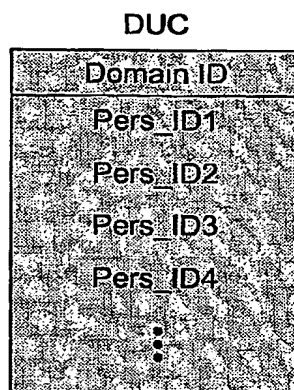 DUC
Domain ID
Pers_ID1
Pers_ID2
Pers_ID3
Pers_ID4